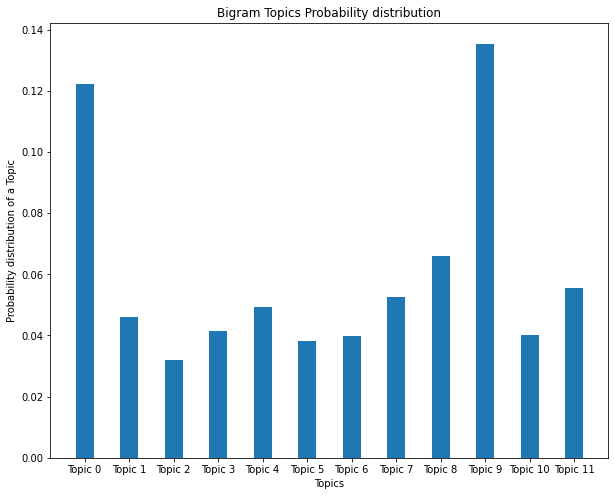 Bigram Topics Probability distribution
Probability distribution of a Topic
0.14
0.12
0.10
0.08
0.06
0.04
0.02
0.00
Topic 0 Topic 1 Topic 2 Topic 3 Topic 4 Topic 5 Topic 6 Topic 7 Topic 8 Topic 9 Topic 10 Topic 11
Topics